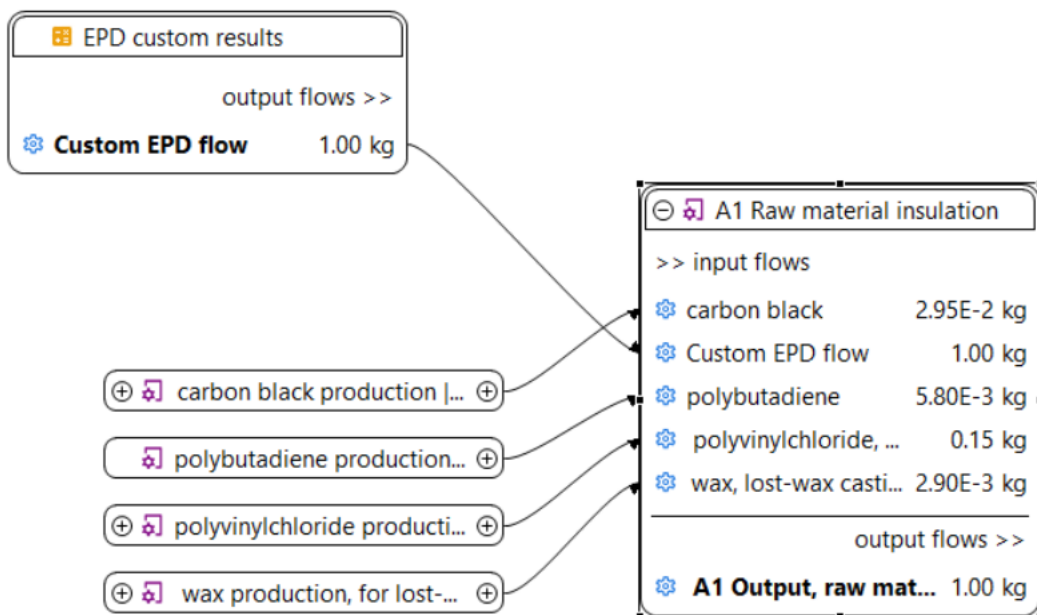 EPD custom results
output flows >>
Custom EPD flow 1.00 kg
A1 Raw material insulation
>> input flows
carbon black 2.95E-2 kg
Custom EPD flow 1.00 kg
polybutadiene 5.80E-3 kg
polyvinylchloride, ... 0.15 kg
wax, lost-wax casti... 2.90E-3 kg
output flows >>
A1 Output, raw mat... 1.00 kg
carbon black production |...
polybutadiene production...
polyvinylchloride producti...
wax production, for lost-...